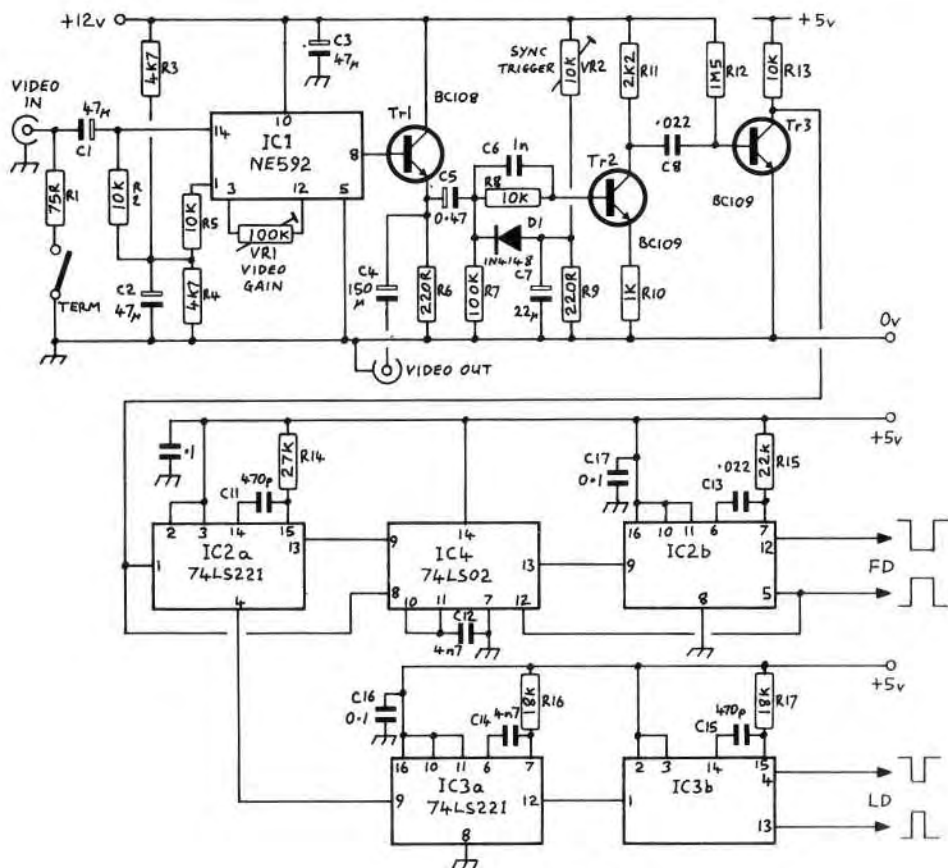 +12v
+5v
VIDEO IN
75R R1
TERM
47μ C1
10K R2
4K7 R3
C2 47μ
10K R5
4K7 R4
14
1
3
12
10
8
5
IC1
NE592
100K
VR1
VIDEO
GAIN
C3
47μ
Tr1
BC108
C4
150
μ
220R R6
VIDEO OUT
C5
0.47
C6 1n
R8
10K
100K R7
D1
1N4148
C7
22μ
220R R9
SYNC
TRIGGER
10K VR2
2K2 R11
Tr2
BC109
1K R10
.022
C8
1M5 R12
10K R13
Tr3
BC109
0v
+5v
.1
27K R14
470p
C11
2
3
14
15
13
1
4
IC2a
74LS221
14
9
8
10
11
7
12
13
IC4
74LS02
C12
4n7
C17
0.1
.022
C13
22K R15
16
10
11
6
7
12
9
5
8
IC2b
FD
+5v
C16
0.1
C14
4n7
18K R16
16
10
11
6
7
9
12
8
IC3a
74LS221
470p
C15
18K R17
2
3
14
15
4
1
13
IC3b
LD